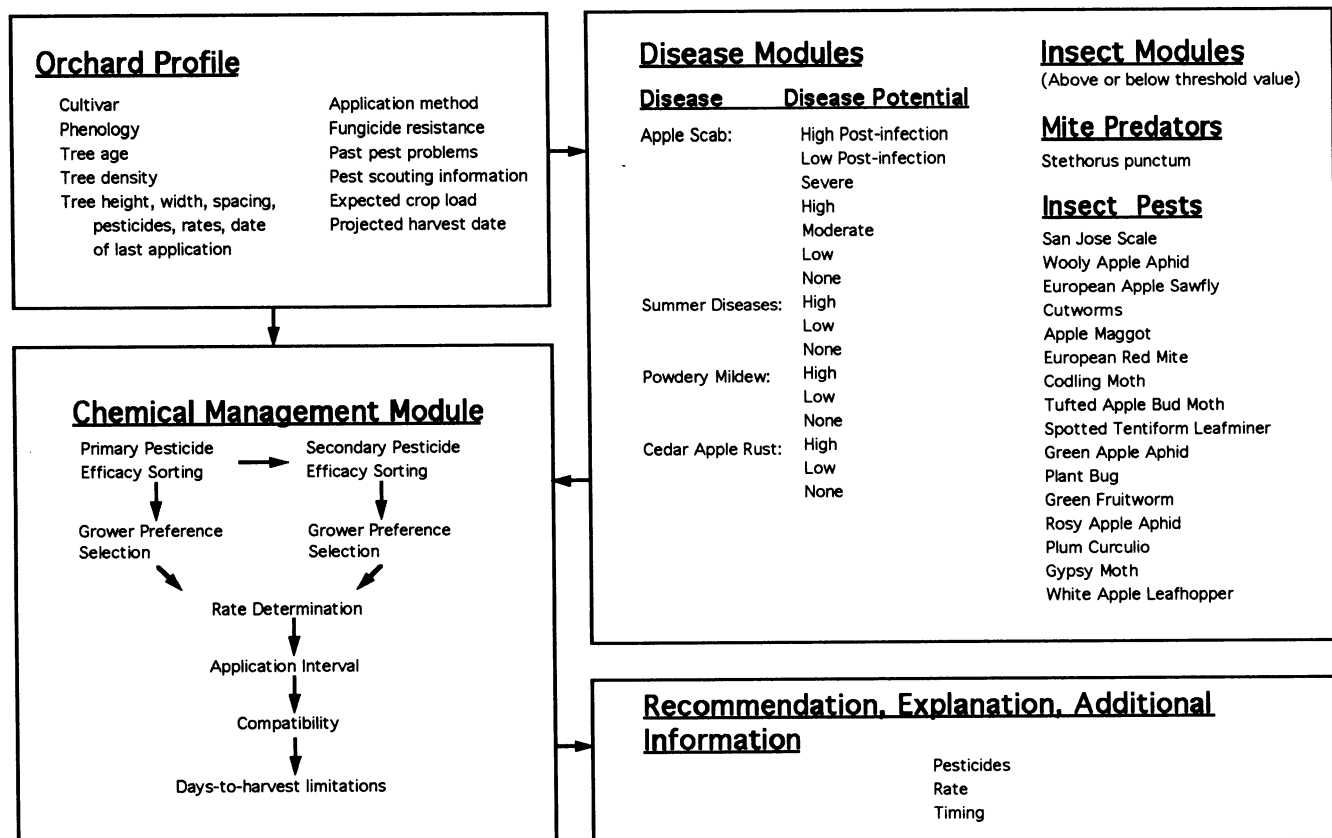 Orchard Profile
Cultivar
Phenology
Tree age
Tree density
Tree height, width, spacing,
pesticides, rates, date
of last application
Application method
Fungicide resistance
Past pest problems
Pest scouting information
Expected crop load
Projected harvest date
Disease Modules
Disease Disease Potential
Apple Scab: High Post-infection
Low Post-infection
Severe
High
Moderate
Low
None
Summer Diseases: High
Low
None
Powdery Mildew: High
Low
None
Cedar Apple Rust: High
Low
None
Insect Modules
(Above or below threshold value)
Mite Predators
Stethorus punctum
Insect Pests
San Jose Scale
Wooly Apple Aphid
European Apple Sawfly
Cutworms
Apple Maggot
European Red Mite
Codling Moth
Tufted Apple Bud Moth
Spotted Tentiform Leafminer
Green Apple Aphid
Plant Bug
Green Fruitworm
Rosy Apple Aphid
Plum Curculio
Gypsy Moth
White Apple Leafhopper
Chemical Management Module
Primary Pesticide
Efficacy Sorting
Secondary Pesticide
Efficacy Sorting
Grower Preference
Selection
Grower Preference
Selection
Rate Determination
Application Interval
Compatibility
Days-to-harvest limitations
Recommendation, Explanation, Additional
Information
Pesticides
Rate
Timing